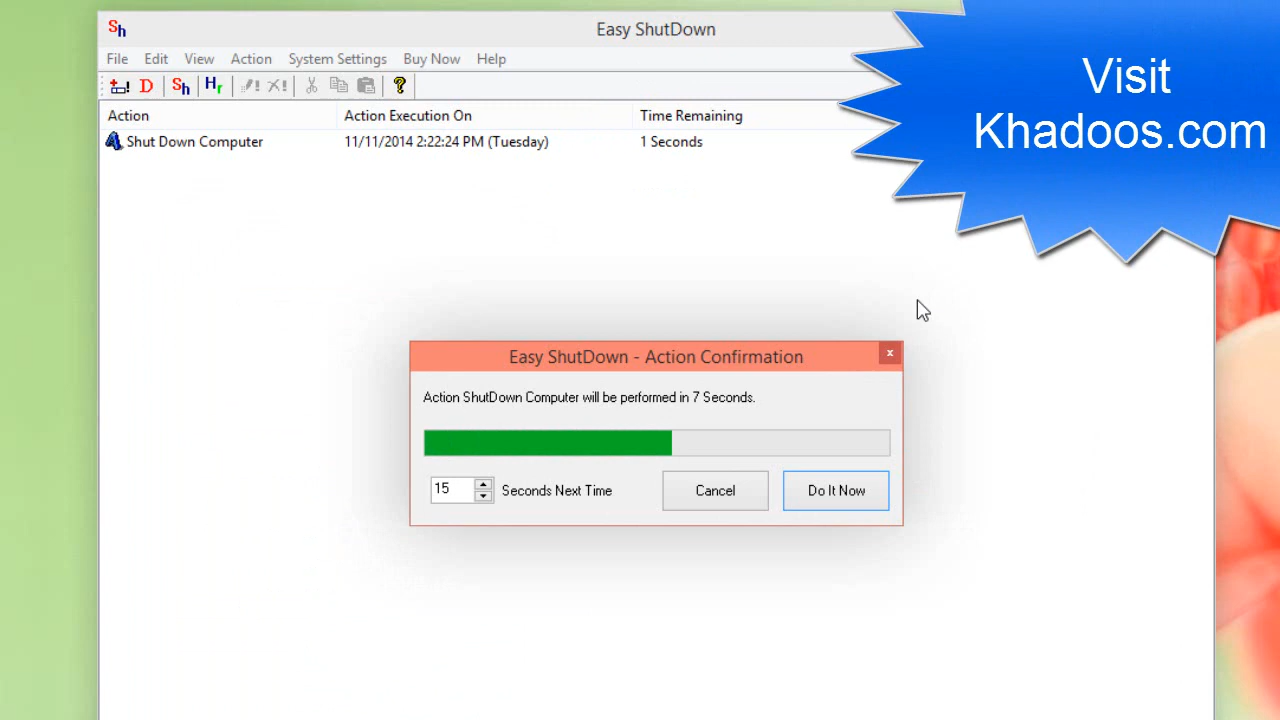 Sh
Easy ShutDown
File Edit View Action System Settings Buy Now Help
D Sh Hr
Action Action Execution On Time Remaining
Shut Down Computer 11/11/2014 2:22:24 PM (Tuesday) 1 Seconds
Visit
Khadoos.com
Easy ShutDown - Action Confirmation
x
Action ShutDown Computer will be performed in 7 Seconds.
15 Seconds Next Time Cancel Do It Now